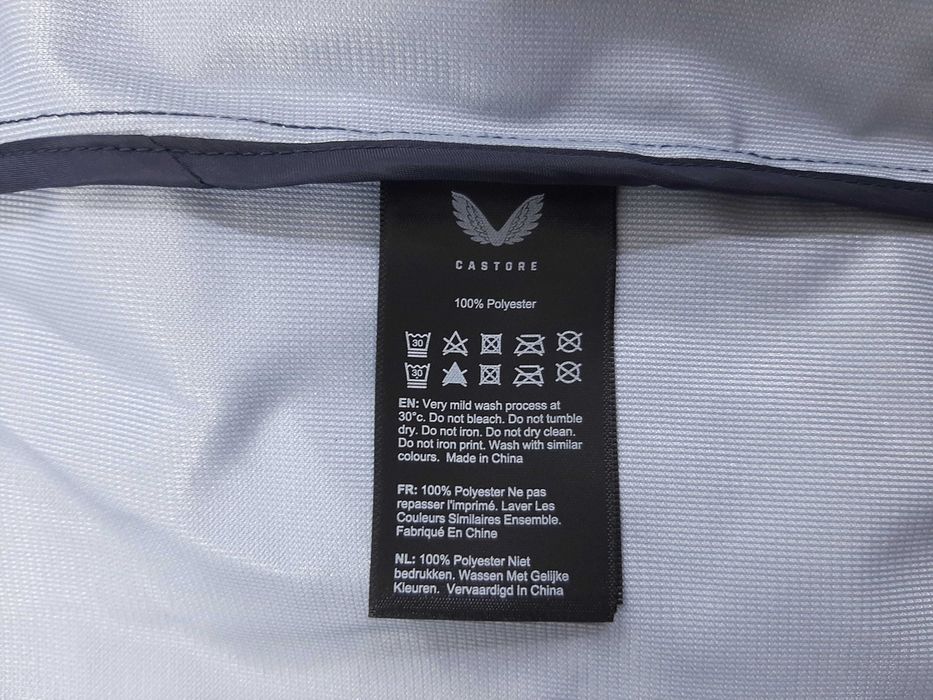 CASTORE
100% Polyester
30
30
EN: Very mild wash process at
30°c. Do not bleach. Do not tumble
dry. Do not iron. Do not dry clean.
Do not iron print. Wash with similar
colours. Made in China
FR: 100% Polyester Ne pas
repasser l'imprimé. Laver Les
Couleurs Similaires Ensemble.
Fabriqué En Chine
NL: 100% Polyester Niet
bedrukken. Wassen Met Gelijke
Kleuren. Vervaardigd In China